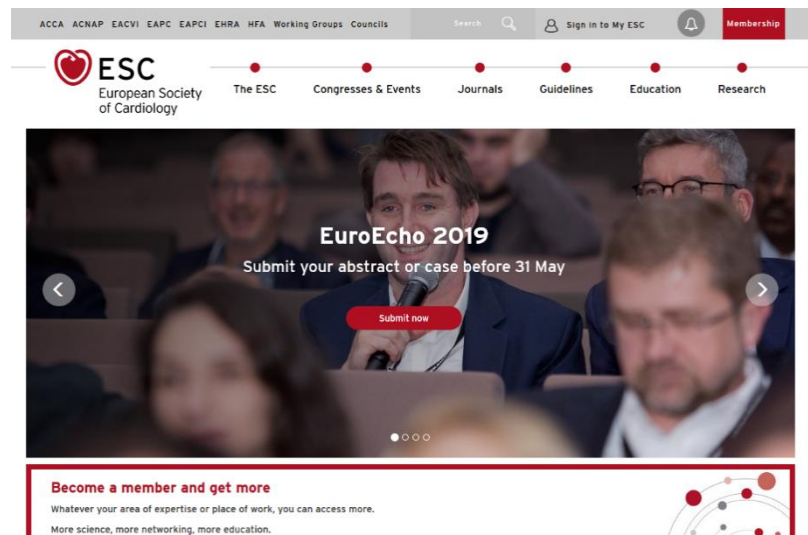 ACCA ACNAP EACVI EAPC EAPCI EHRA HFA Working Groups Councils
Search
Sign in to My ESC
Membership
ESC
European Society
of Cardiology
The ESC
Congresses & Events
Journals
Guidelines
Education
Research
EuroEcho 2019
Submit your abstract or case before 31 May
Submit now
Become a member and get more
Whatever your area of expertise or place of work, you can access more.
More science, more networking, more education.